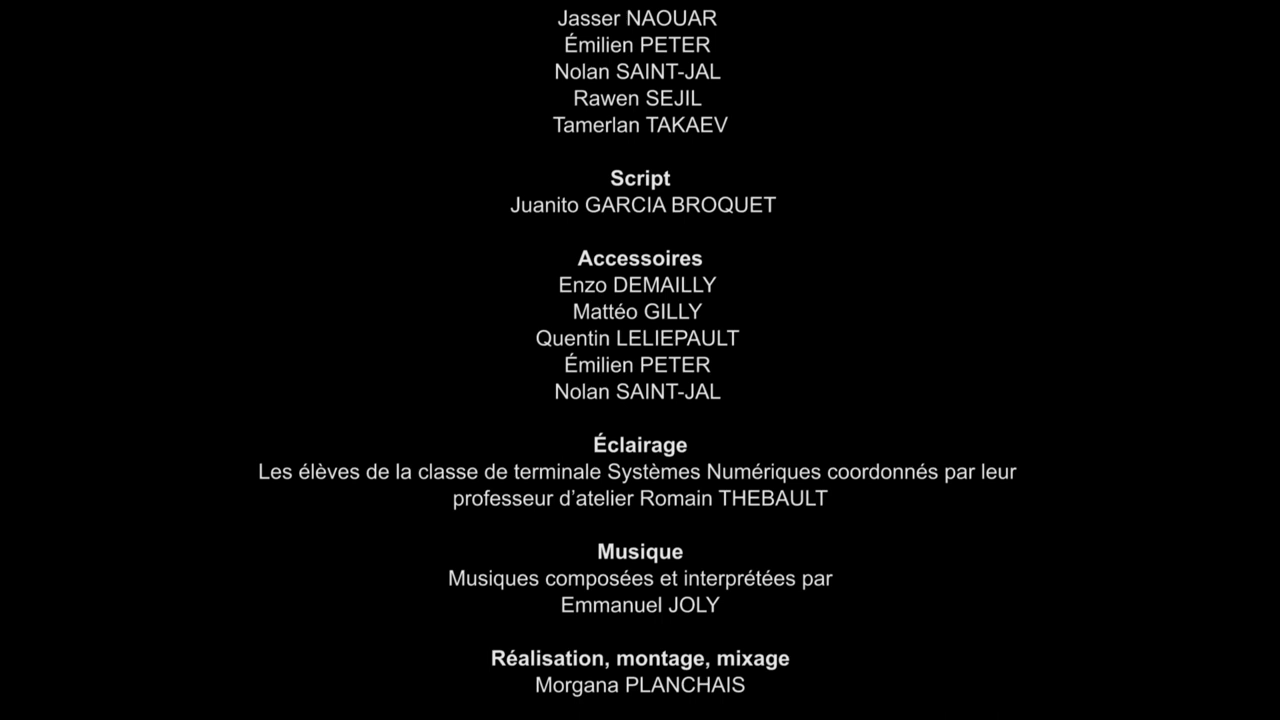 Jasser NAOUAR
Émilien PETER
Nolan SAINT-JAL
Rawen SEJIL
Tamerlan TAKAEV
Script
Juanito GARCIA BROQUET
Accessoires
Enzo DEMAILLY
Mattéo GILLY
Quentin LELIEPAULT
Émilien PETER
Nolan SAINT-JAL
Éclairage
Les élèves de la classe de terminale Systèmes Numériques coordonnés par leur
professeur d’atelier Romain THEBAULT
Musique
Musiques composées et interprétées par
Emmanuel JOLY
Réalisation, montage, mixage
Morgana PLANCHAIS